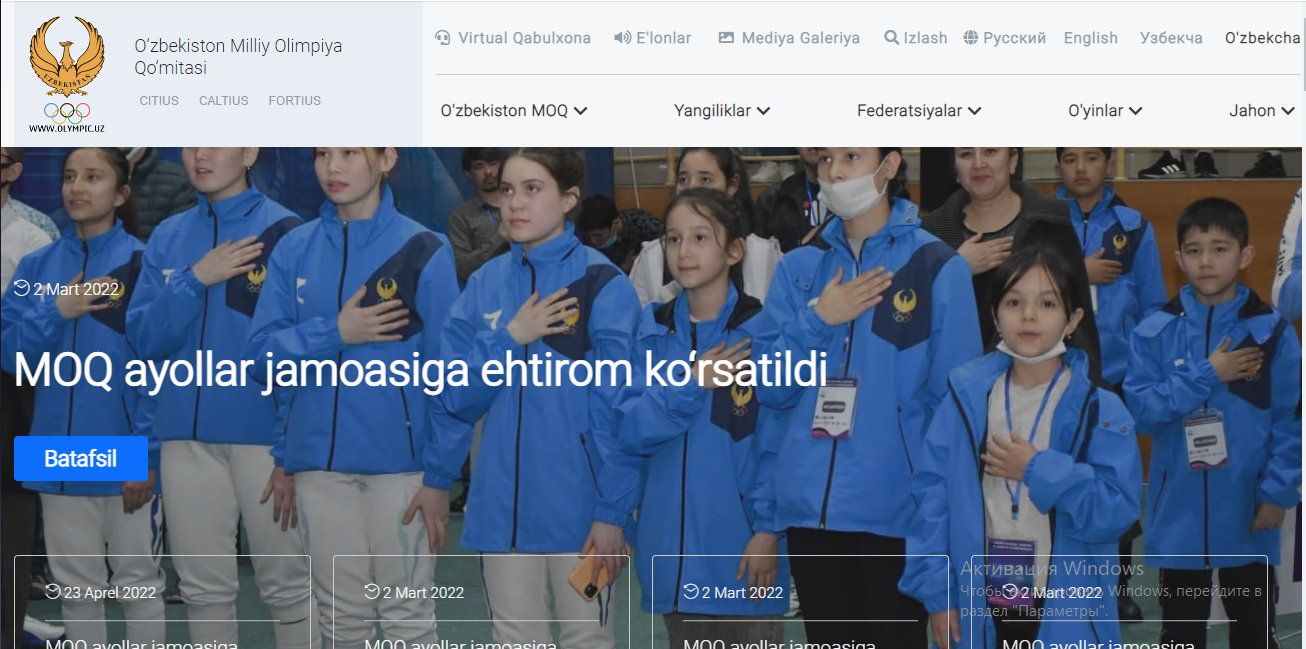 UZBEKISTAN
WWW.OLYMPIC.UZ
O‘zbekiston Milliy Olimpiya
Qo‘mitasi
CITIUS CALTIUS FORTIUS
Virtual Qabulxona E'lonlar Mediya Galeriya Izlash Русский English Узбекча O'zbekcha
O'zbekiston MOQ Yangiliklar Federatsiyalar O'yinlar Jahon
2 Mart 2022
MOQ ayollar jamoasiga ehtirom ko‘rsatildi
Batafsil
23 Aprel 2022
MOQ ayollar jamoasiga
2 Mart 2022
MOQ ayollar jamoasiga
2 Mart 2022
MOQ ayollar jamoasiga
2 Mart 2022
MOQ ayollar jamoasiga
Активация Windows
Windows, перейдите в
раздел "Параметры".